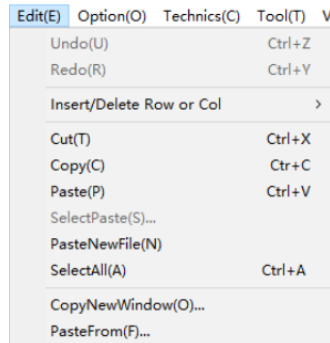 Edit(E) Option(O) Technics(C) Tool(T) V
Undo(U) Ctrl+Z
Redo(R) Ctrl+Y
Insert/Delete Row or Col >
Cut(T) Ctrl+X
Copy(C) Ctr+C
Paste(P) Ctrl+V
SelectPaste(S)...
PasteNewFile(N)
SelectAll(A) Ctrl+A
CopyNewWindow(O)...
PasteFrom(F)...